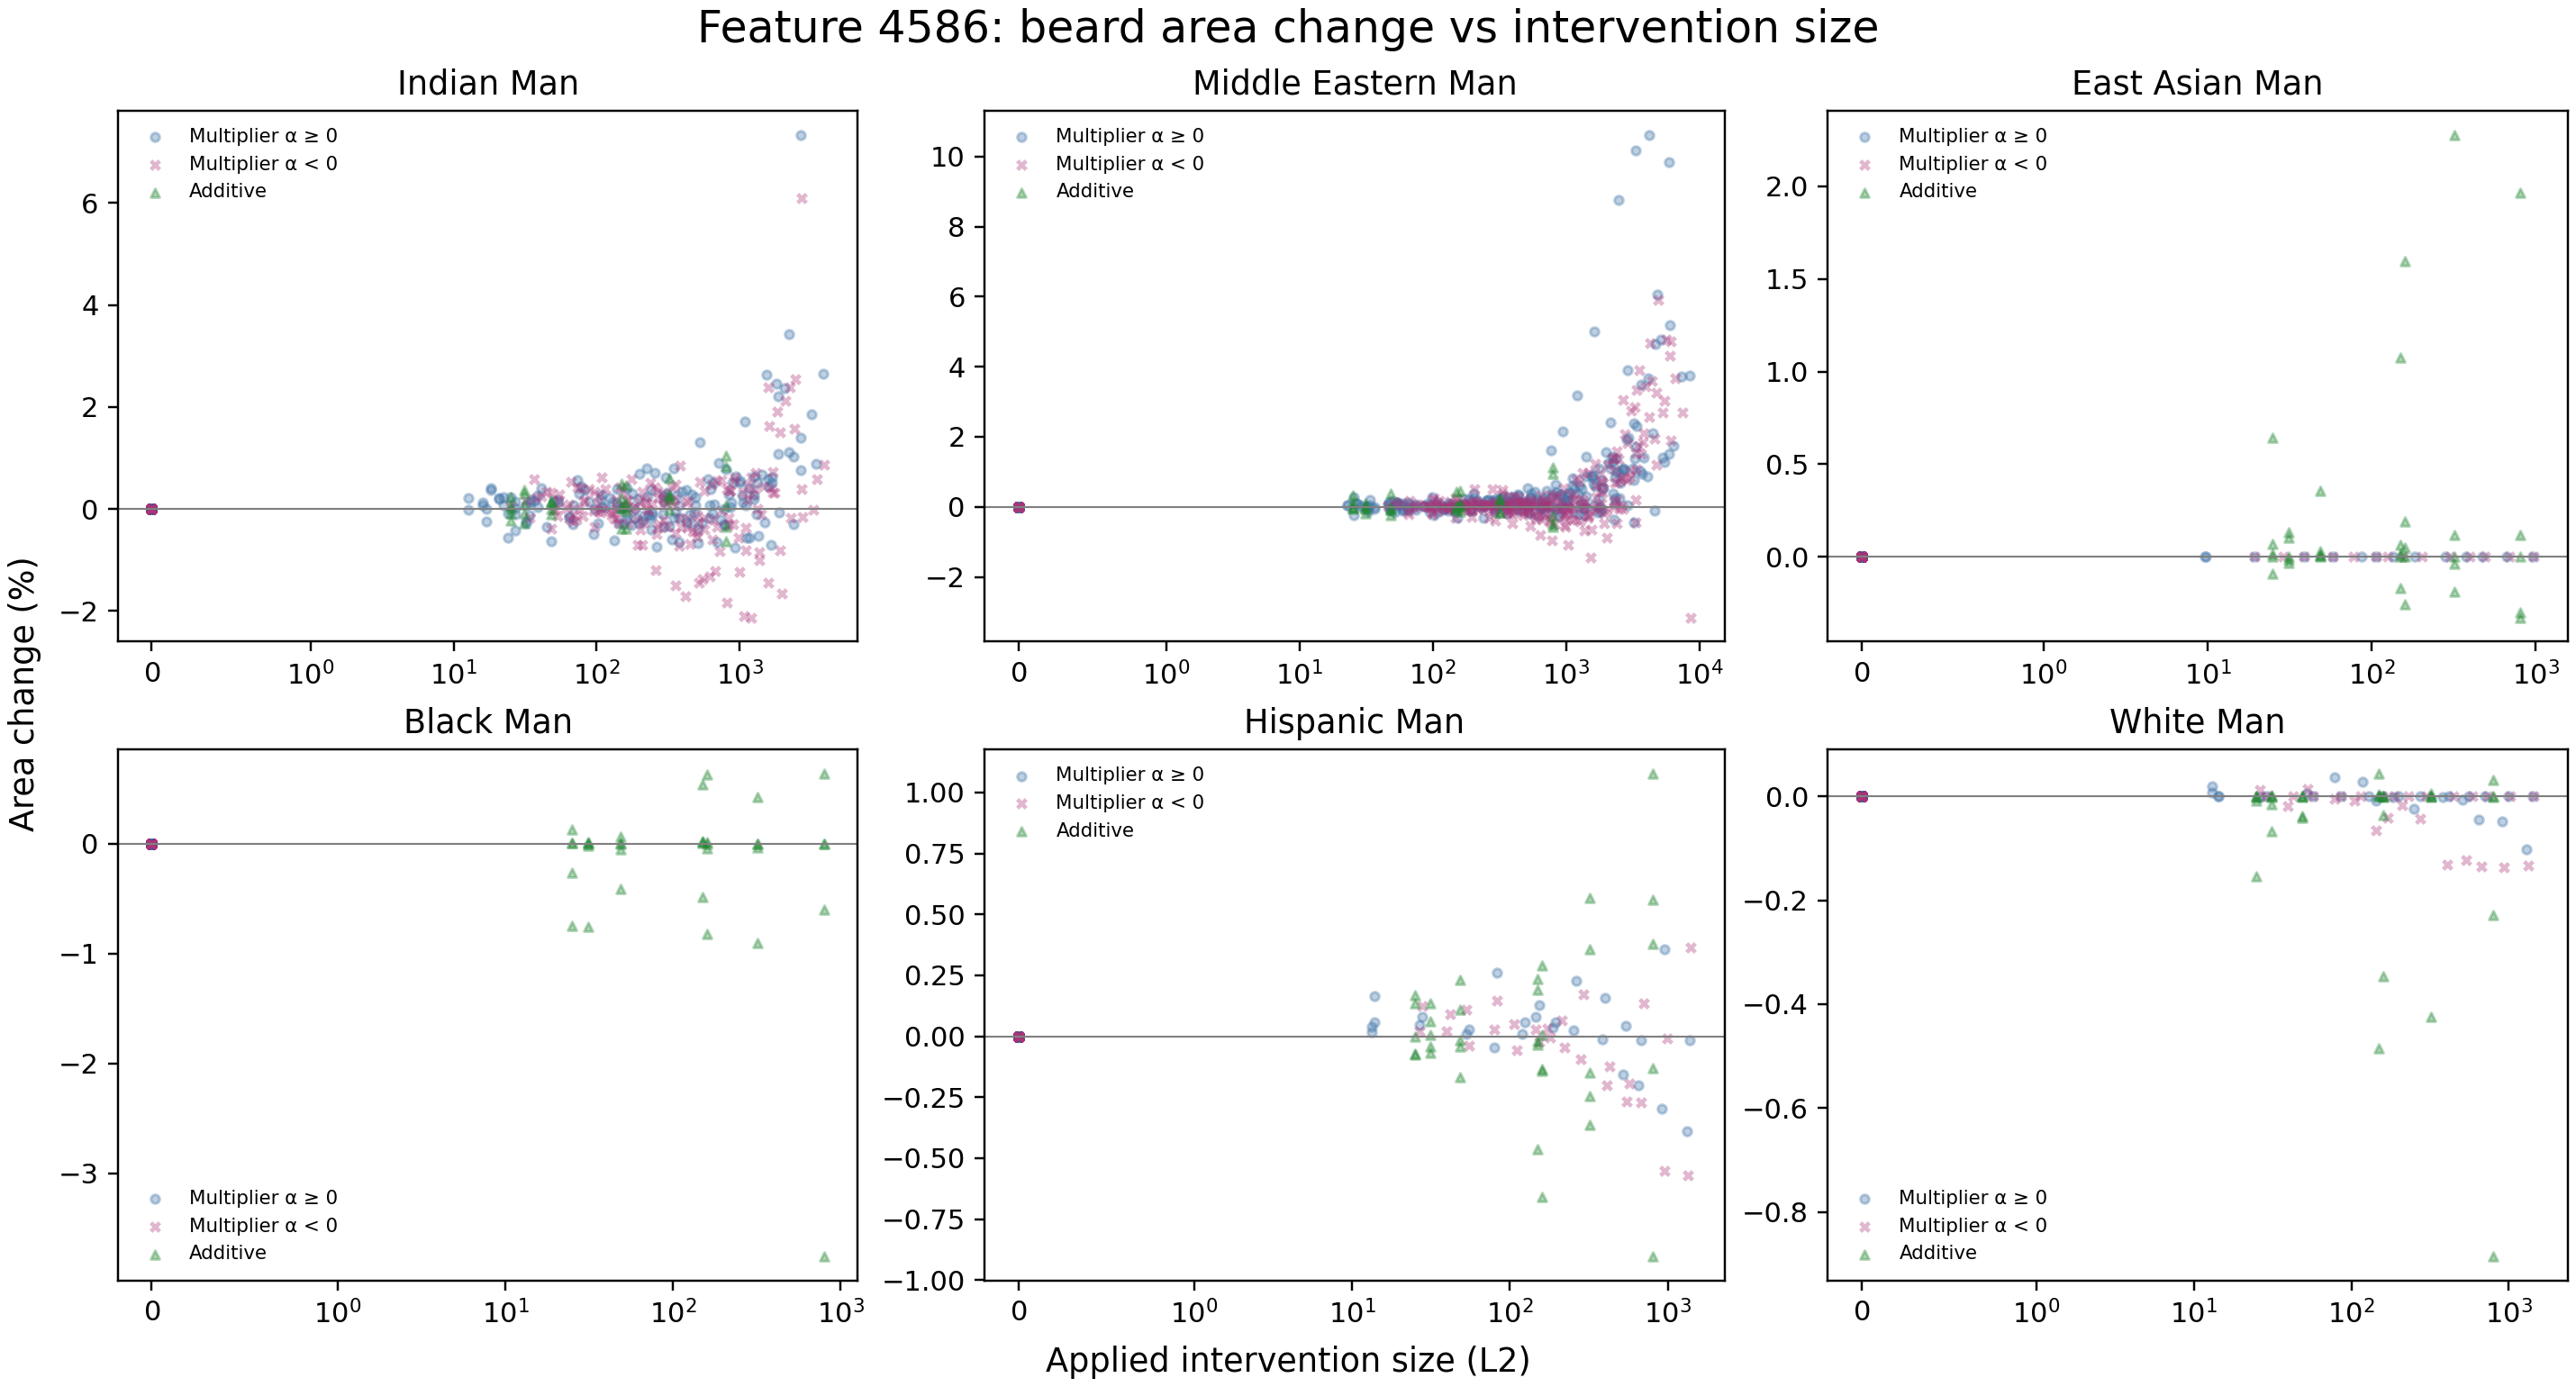 Feature 4586: beard area change vs intervention size
Indian Man
Multiplier α ≥ 0
Multiplier α < 0
Additive
6
4
2
0
−2
0
10⁰
10¹
10²
10³
Middle Eastern Man
Multiplier α ≥ 0
Multiplier α < 0
Additive
10
8
6
4
2
0
−2
0
10⁰
10¹
10²
10³
10⁴
East Asian Man
Multiplier α ≥ 0
Multiplier α < 0
Additive
2.0
1.5
1.0
0.5
0.0
0
10⁰
10¹
10²
10³
Area change (%)
Black Man
0
−1
−2
−3
Multiplier α ≥ 0
Multiplier α < 0
Additive
0
10⁰
10¹
10²
10³
Hispanic Man
Multiplier α ≥ 0
Multiplier α < 0
Additive
1.00
0.75
0.50
0.25
0.00
−0.25
−0.50
−0.75
−1.00
0
10⁰
10¹
10²
10³
White Man
0.0
−0.2
−0.4
−0.6
−0.8
Multiplier α ≥ 0
Multiplier α < 0
Additive
0
10⁰
10¹
10²
10³
Applied intervention size (L2)